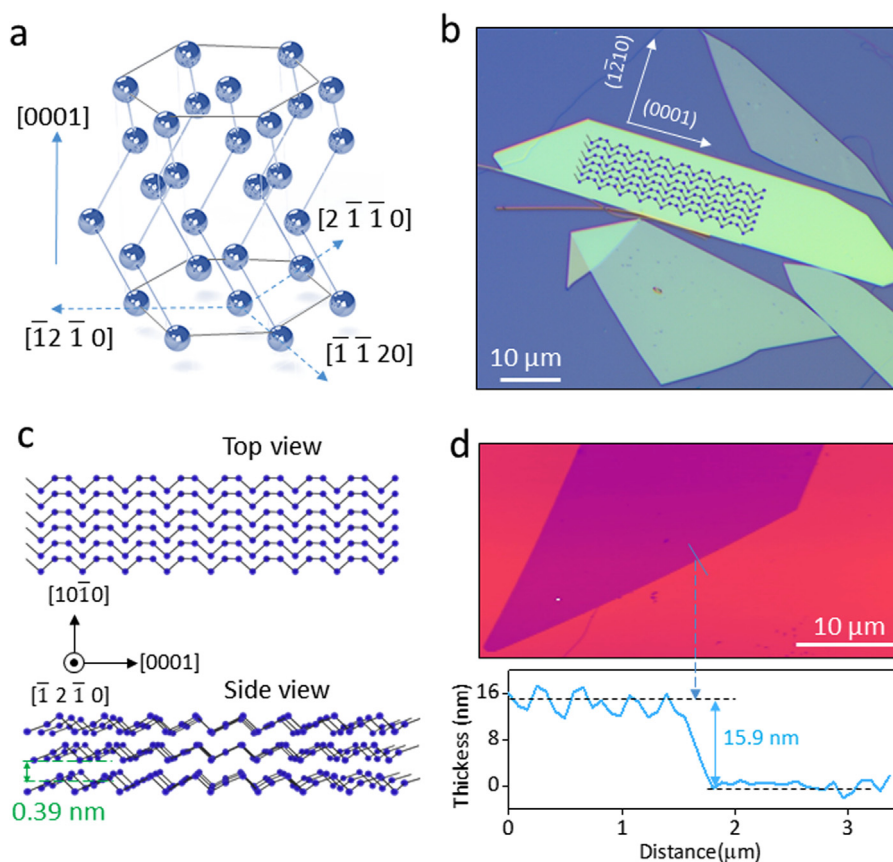 a
[0001]
[2 1̅ 1̅ 0]
[1̅2 1̅ 0]
[1̅ 1̅ 20]
b
(12̅10)
(0001)
10 μm
c
Top view
[101̅0]
[0001]
[1̅ 2 1̅ 0]
Side view
0.39 nm
d
10 μm
Thickess (nm)
16
8
0
15.9 nm
0
1
2
3
Distance(μm)